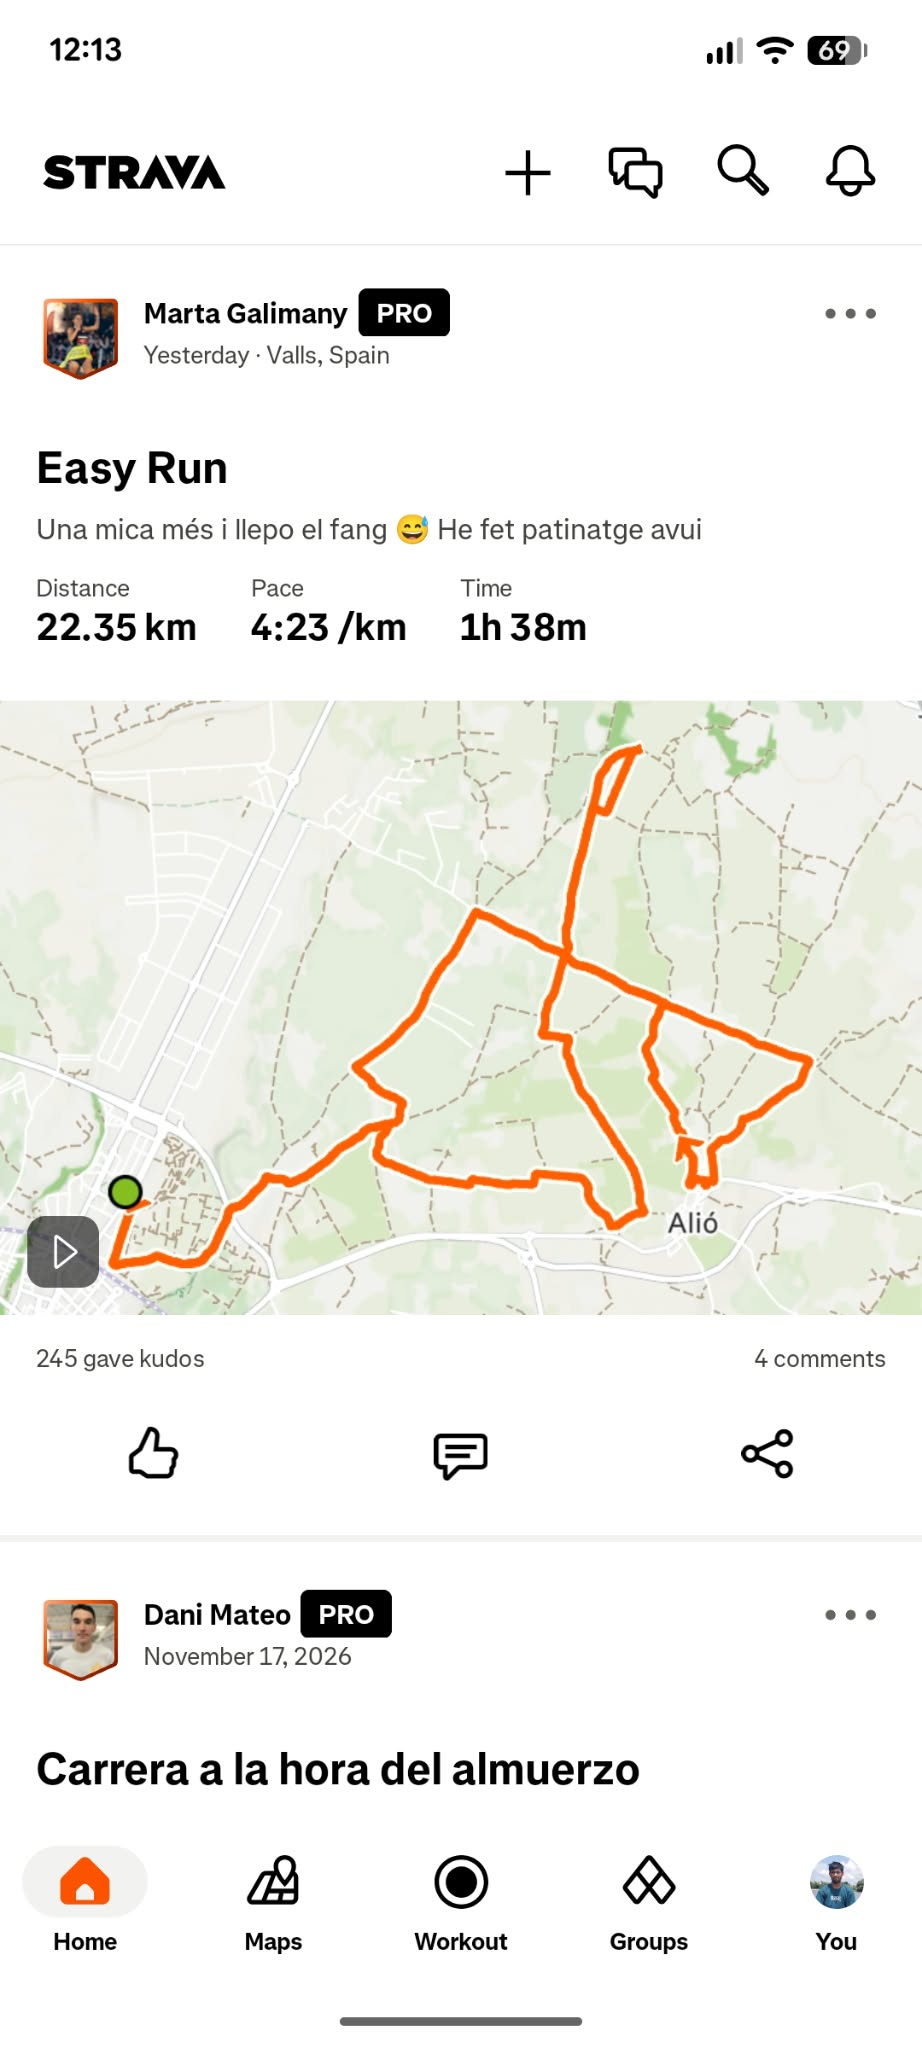 12:13
69
STRAVA
Marta Galimany PRO
Yesterday · Valls, Spain
Easy Run
Una mica més i llepo el fang 😅 He fet patinatge avui
Distance Pace Time
22.35 km 4:23 /km 1h 38m
Alió
245 gave kudos 4 comments
Dani Mateo PRO
November 17, 2026
Carrera a la hora del almuerzo
Home Maps Workout Groups You